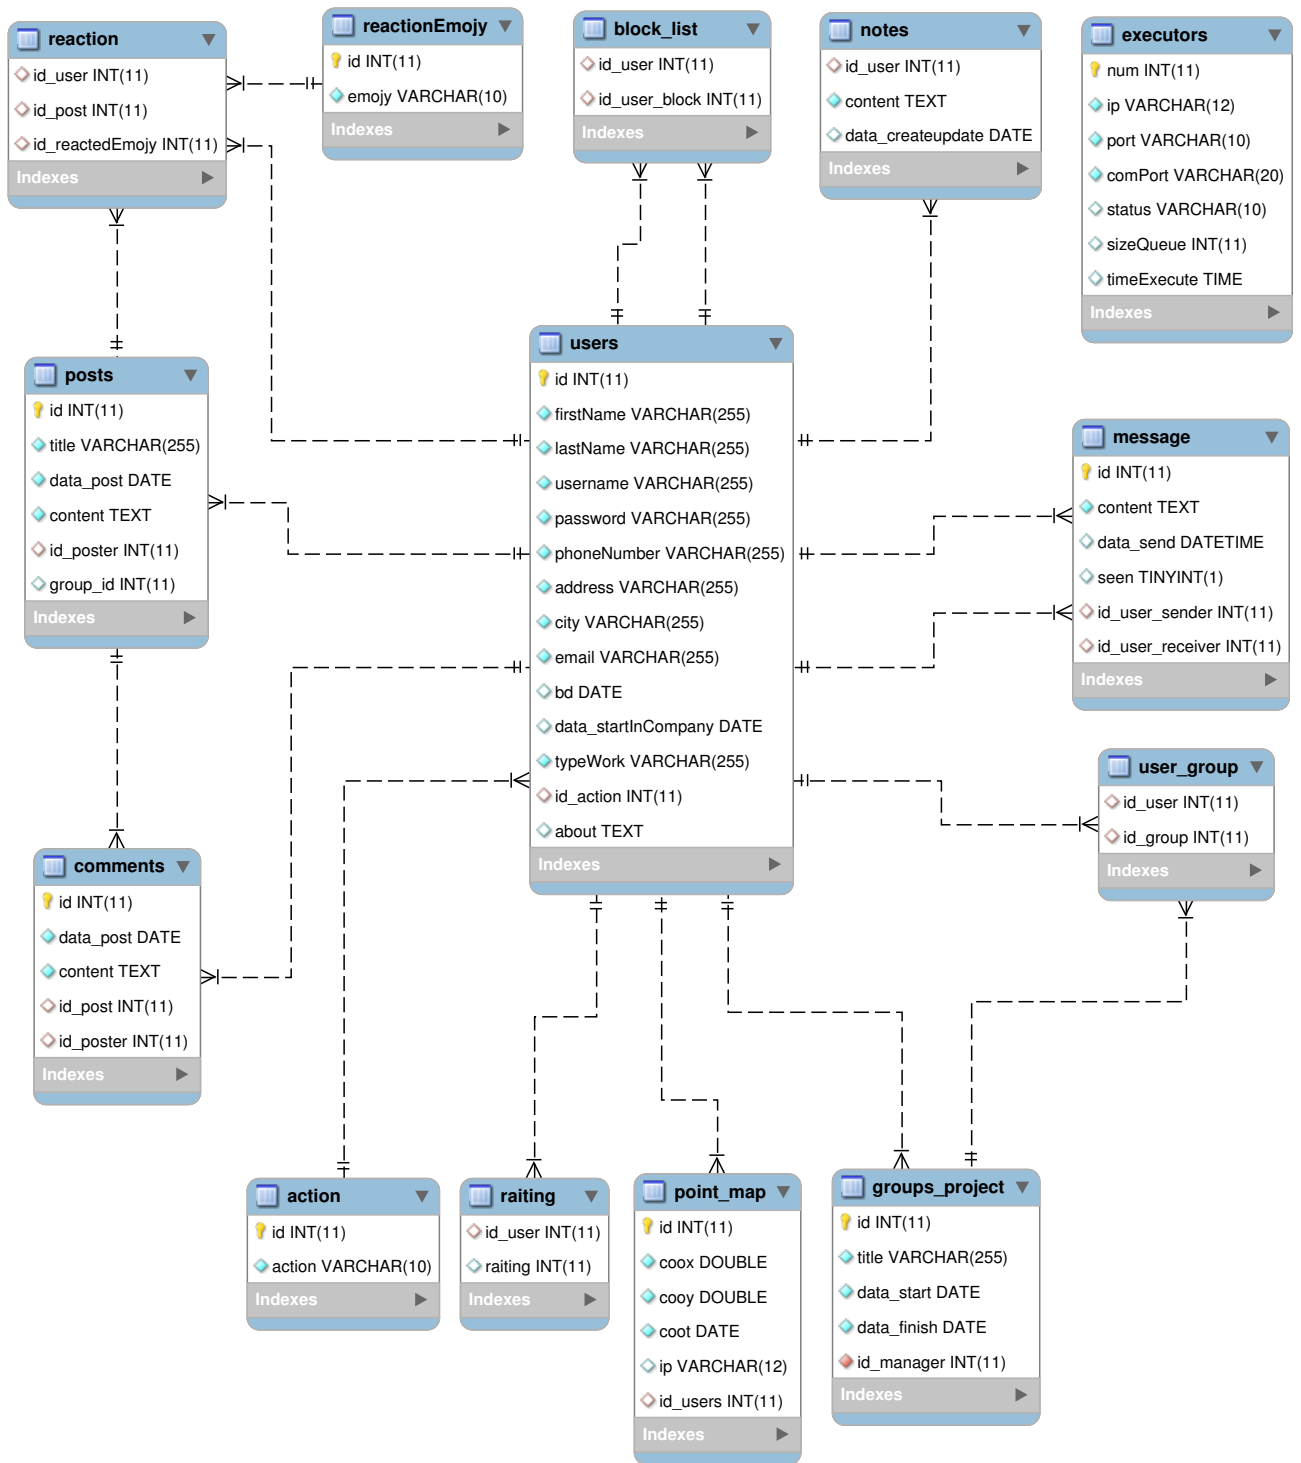 reaction
id_user INT(11)
id_post INT(11)
id_reactedEmojy INT(11)
Indexes
reactionEmojy
id INT(11)
emojy VARCHAR(10)
Indexes
block_list
id_user INT(11)
id_user_block INT(11)
Indexes
notes
id_user INT(11)
content TEXT
data_createupdate DATE
Indexes
executors
num INT(11)
ip VARCHAR(12)
port VARCHAR(10)
comPort VARCHAR(20)
status VARCHAR(10)
sizeQueue INT(11)
timeExecute TIME
Indexes
posts
id INT(11)
title VARCHAR(255)
data_post DATE
content TEXT
id_poster INT(11)
group_id INT(11)
Indexes
users
id INT(11)
firstName VARCHAR(255)
lastName VARCHAR(255)
username VARCHAR(255)
password VARCHAR(255)
phoneNumber VARCHAR(255)
address VARCHAR(255)
city VARCHAR(255)
email VARCHAR(255)
bd DATE
data_startInCompany DATE
typeWork VARCHAR(255)
id_action INT(11)
about TEXT
Indexes
message
id INT(11)
content TEXT
data_send DATETIME
seen TINYINT(1)
id_user_sender INT(11)
id_user_receiver INT(11)
Indexes
user_group
id_user INT(11)
id_group INT(11)
Indexes
comments
id INT(11)
data_post DATE
content TEXT
id_post INT(11)
id_poster INT(11)
Indexes
action
id INT(11)
action VARCHAR(10)
Indexes
raiting
id_user INT(11)
raiting INT(11)
Indexes
point_map
id INT(11)
coox DOUBLE
cooy DOUBLE
coot DATE
ip VARCHAR(12)
id_users INT(11)
Indexes
groups_project
id INT(11)
title VARCHAR(255)
data_start DATE
data_finish DATE
id_manager INT(11)
Indexes